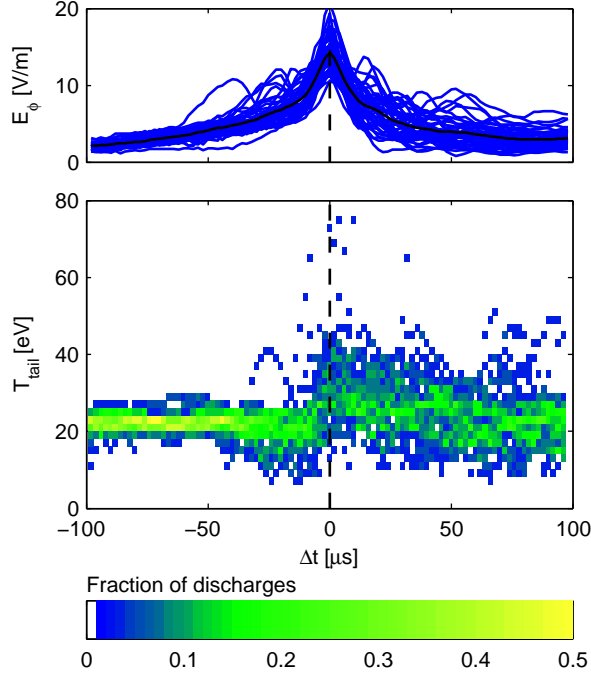 20
10
0
E_ϕ [V/m]
80
60
40
20
0
T_tail [eV]
−100 −50 0 50 100
Δt [μs]
Fraction of discharges
0 0.1 0.2 0.3 0.4 0.5